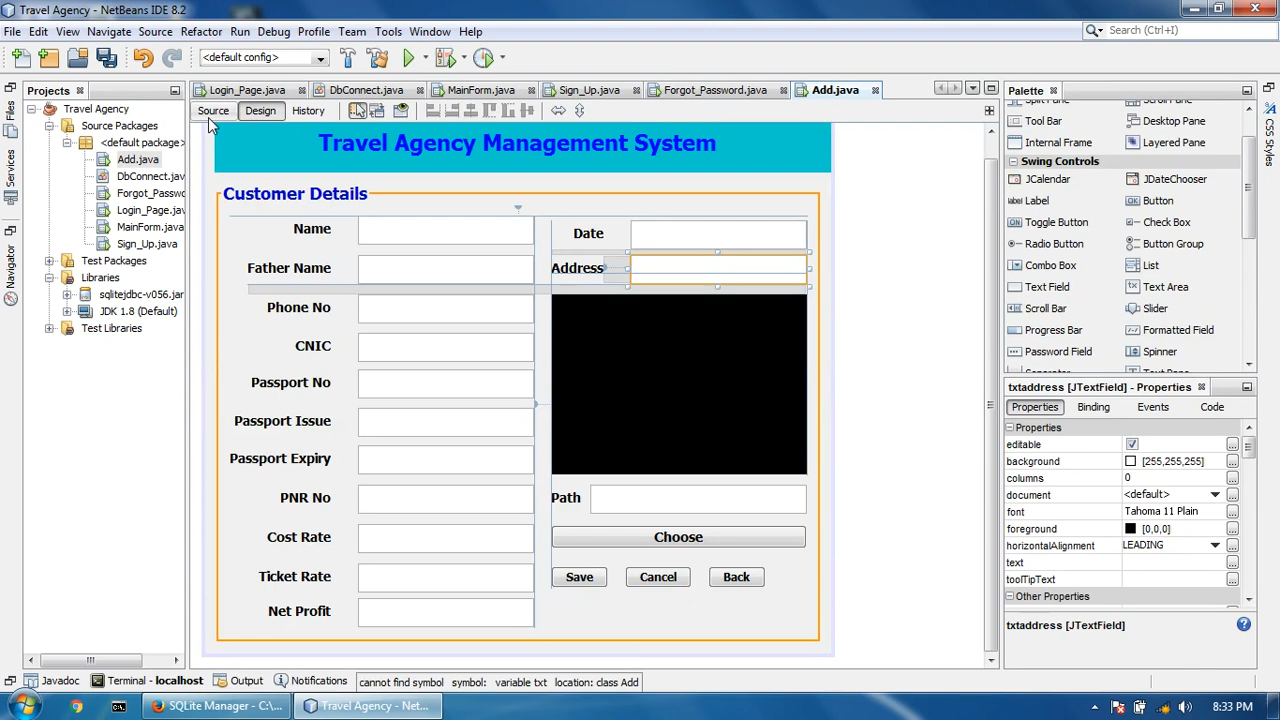 Travel Agency - NetBeans IDE 8.2
File Edit View Navigate Source Refactor Run Debug Profile Team Tools Window Help
Search (Ctrl+I)
<default config>
Projects
Login_Page.java
DbConnect.java
MainForm.java
Sign_Up.java
Forgot_Password.java
Add.java
Palette
Source Design History
Files
Services
Navigator
CSS Styles
Travel Agency
Source Packages
<default package>
Add.java
DbConnect.jav
Forgot_Passwo
Login_Page.jav
MainForm.java
Sign_Up.java
Test Packages
Libraries
sqlitejdbc-v056.jar
JDK 1.8 (Default)
Test Libraries
Travel Agency Management System
Customer Details
Name
Father Name
Phone No
CNIC
Passport No
Passport Issue
Passport Expiry
PNR No
Cost Rate
Ticket Rate
Net Profit
Date
Address
Path
Choose
Save Cancel Back
Tool Bar Desktop Pane
Internal Frame Layered Pane
Swing Controls
JCalendar JDateChooser
Label Button
Toggle Button Check Box
Radio Button Button Group
Combo Box List
Text Field Text Area
Scroll Bar Slider
Progress Bar Formatted Field
Password Field Spinner
txtaddress [JTextField] - Properties
Properties Binding Events Code
Properties
editable
background [255,255,255]
columns 0
document <default>
font Tahoma 11 Plain
foreground [0,0,0]
horizontalAlignment LEADING
text
toolTipText
Other Properties
txtaddress [JTextField]
Javadoc Terminal - localhost Output Notifications cannot find symbol symbol: variable txt location: class Add
SQLite Manager - C:\... Travel Agency - Net... 8:33 PM